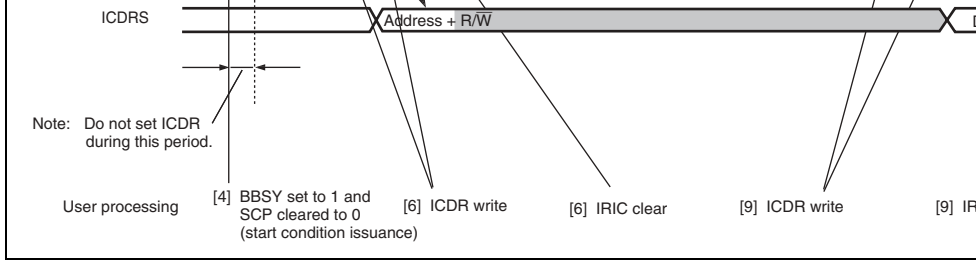 ICDRS
Address + R/W
D
Note: Do not set ICDR
during this period.
User processing
[4] BBSY set to 1 and
SCP cleared to 0
(start condition issuance)
[6] ICDR write
[6] IRIC clear
[9] ICDR write
[9] IR